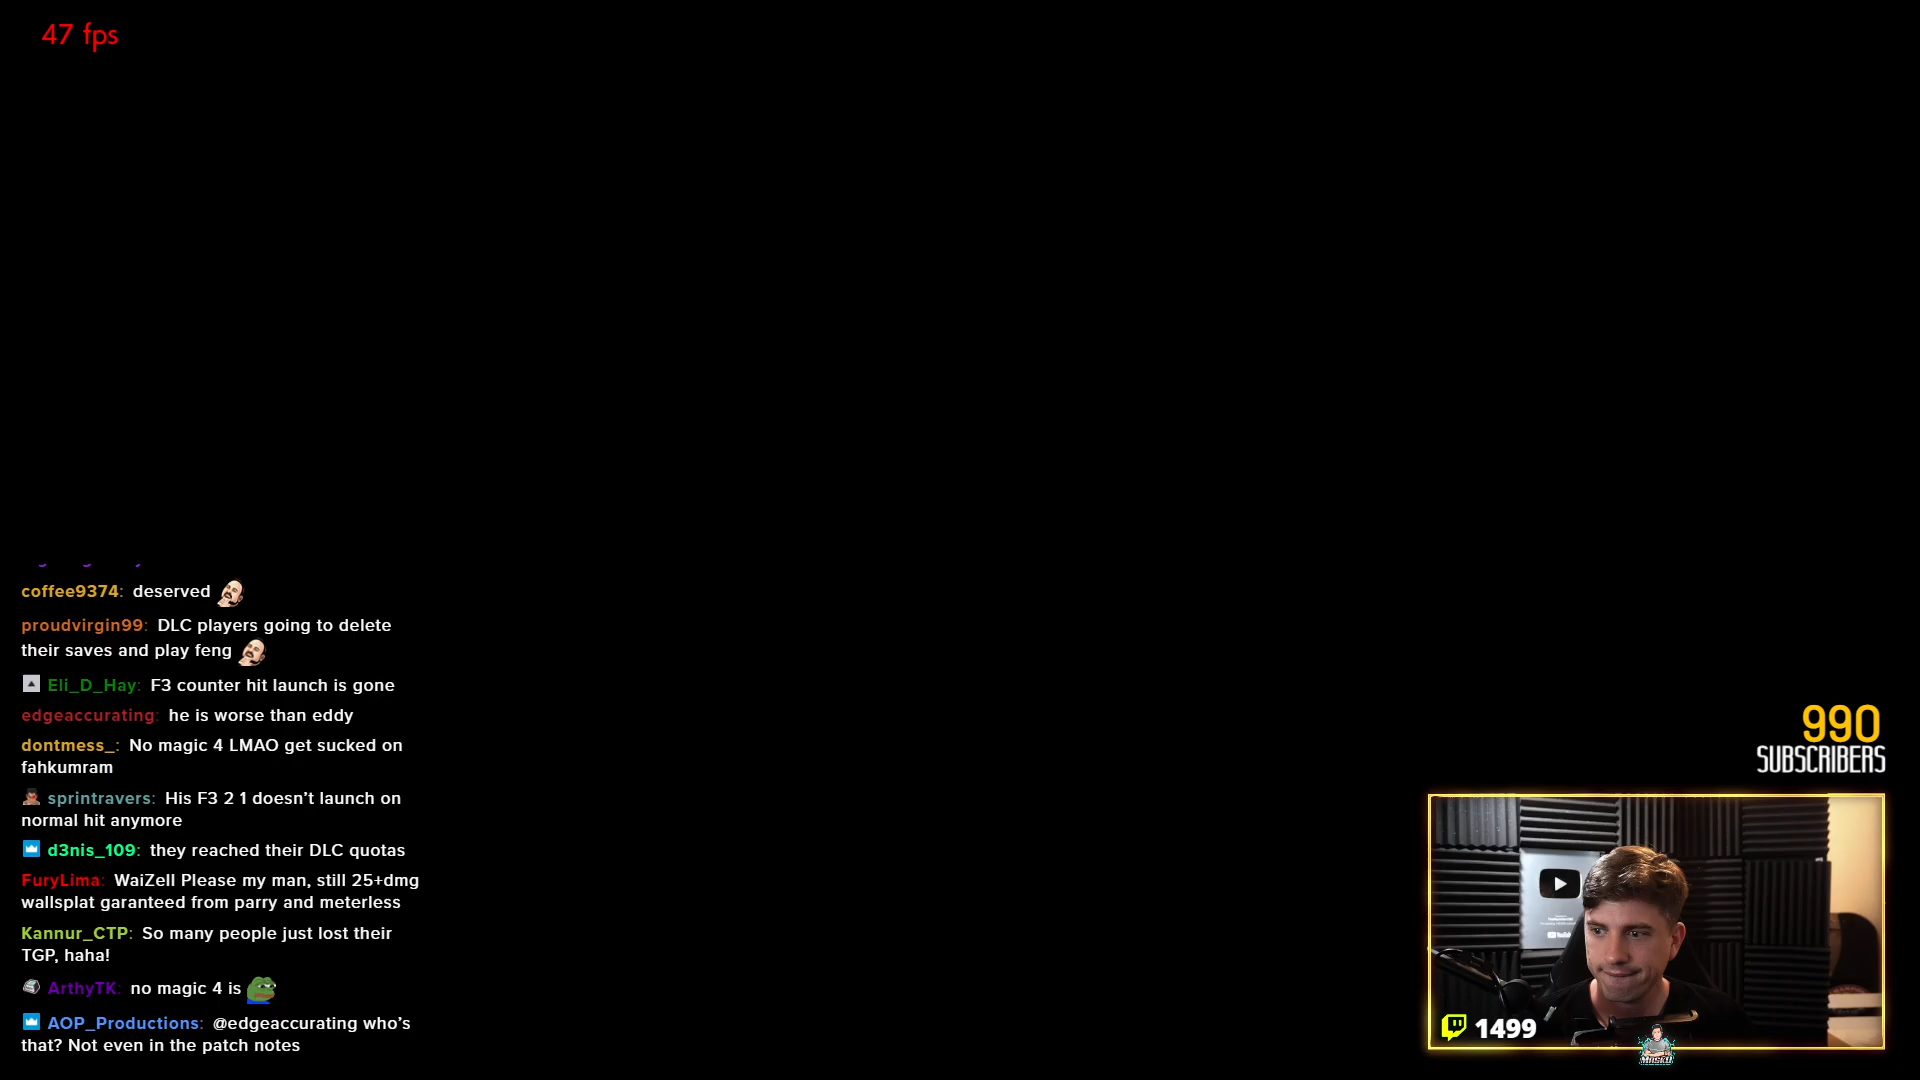 47 fps
coffee9374: deserved
proudvirgin99: DLC players going to delete
their saves and play feng
Eli_D_Hay: F3 counter hit launch is gone
edgeaccurating: he is worse than eddy
dontmess_: No magic 4 LMAO get sucked on
fahkumram
sprintravers: His F3 2 1 doesn’t launch on
normal hit anymore
d3nis_109: they reached their DLC quotas
FuryLima: WaiZell Please my man, still 25+dmg
wallsplat garanteed from parry and meterless
Kannur_CTP: So many people just lost their
TGP, haha!
ArthyTK: no magic 4 is
AOP_Productions: @edgeaccurating who’s
that? Not even in the patch notes
990
SUBSCRIBERS
1499